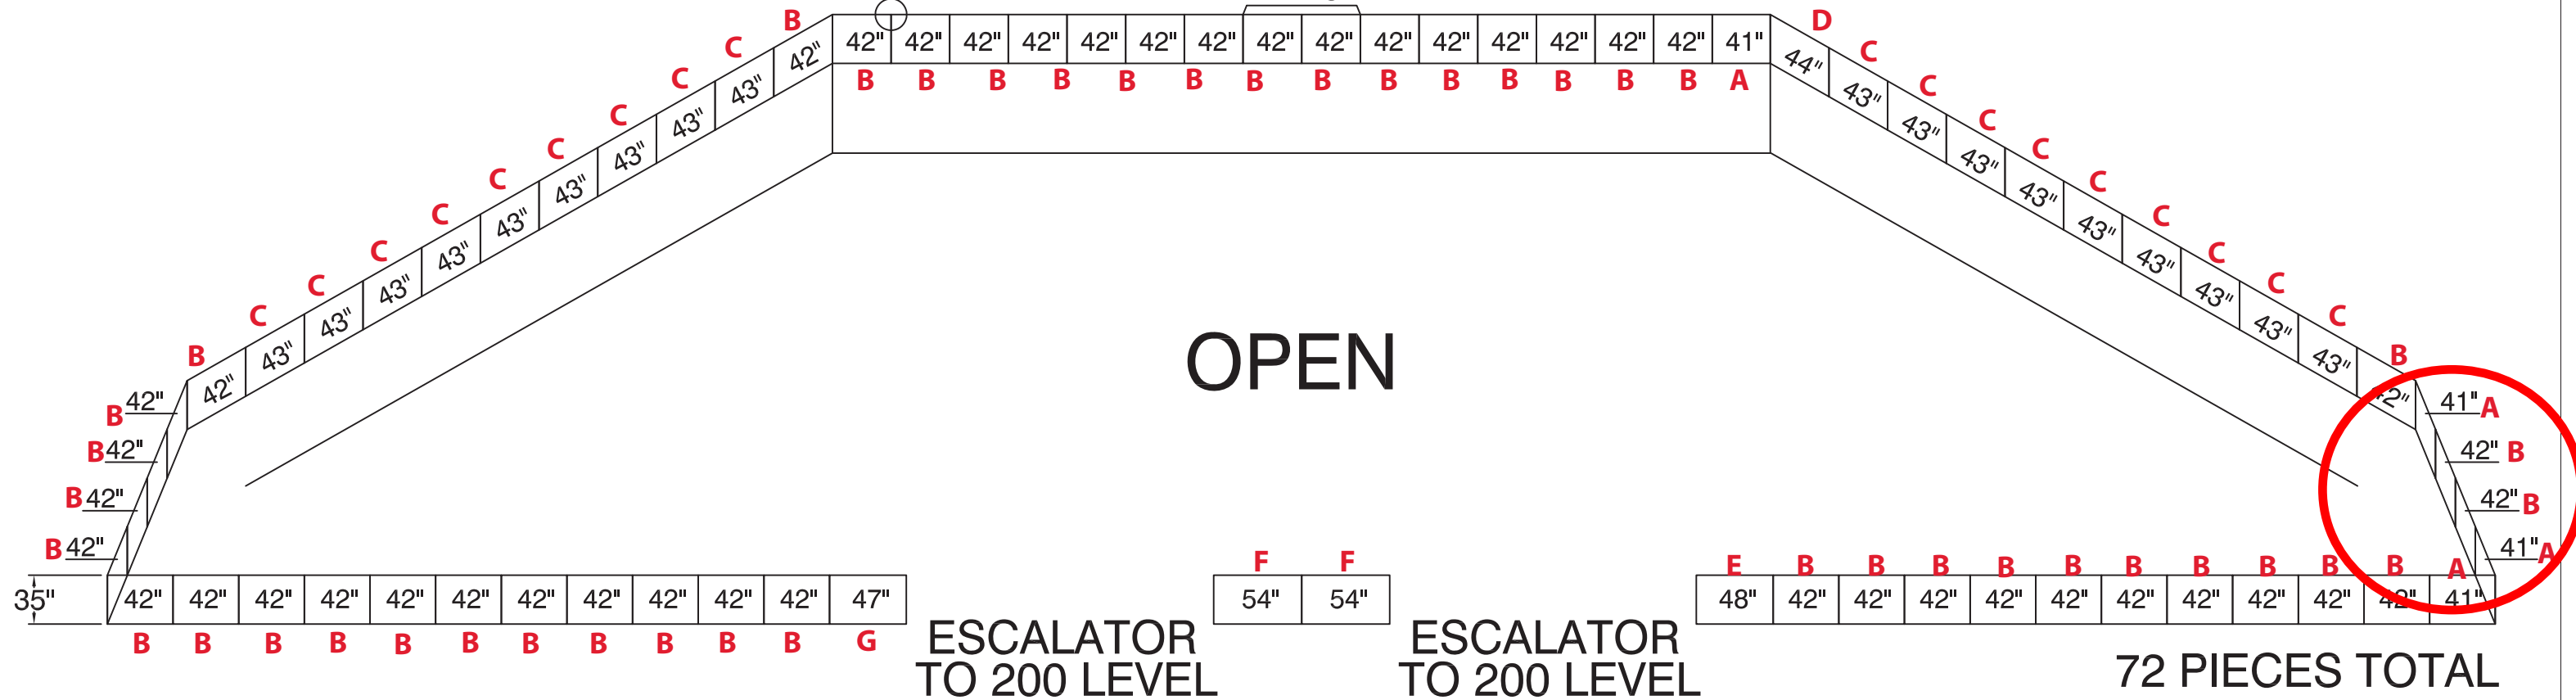 B C C C C C C C C C B
42" 43" 43" 43" 43" 43" 43" 43" 43" 43" 42"
42" 42" 42" 42" 42" 42" 42" 42" 42" 42" 42" 42" 42" 42" 42" 41"
B B B B B B B B B B B B B B A
D C C C C C C C C C B
44" 43" 43" 43" 43" 43" 43" 43" 43" 43" 42"
OPEN
B 42"
B 42"
B 42"
B 42"
41" A
42" B
42" B
41" A
35"
42" 42" 42" 42" 42" 42" 42" 42" 42" 42" 42" 47"
B B B B B B B B B B B G
ESCALATOR
TO 200 LEVEL
F F
54" 54"
ESCALATOR
TO 200 LEVEL
E B B B B B B B B B B A
48" 42" 42" 42" 42" 42" 42" 42" 42" 42" 42" 41"
72 PIECES TOTAL